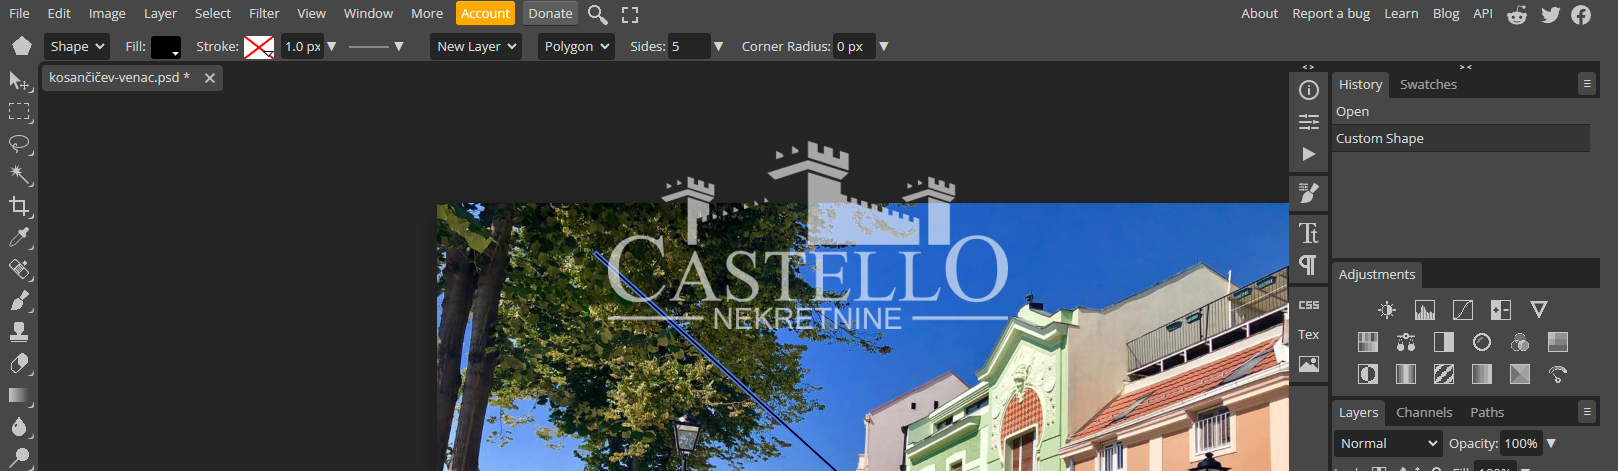 File Edit Image Layer Select Filter View Window More Account Donate About Report a bug Learn Blog API
Shape Fill: Stroke: 1.0 px New Layer Polygon Sides: 5 Corner Radius: 0 px
kosančićev-venac.psd *
History Swatches
Open
Custom Shape
CASTELLO
NEKRETNINE
Adjustments
CSS
Tex
Layers Channels Paths
Normal Opacity: 100%